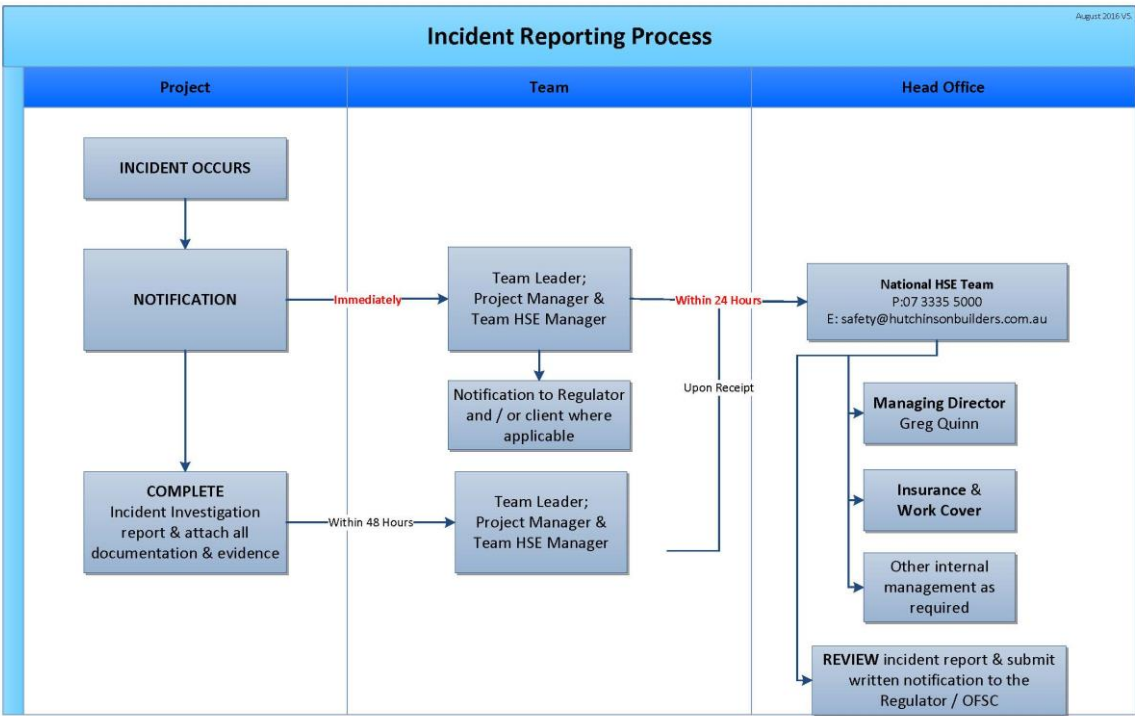 August 2016 V5.
Incident Reporting Process
Project
Team
Head Office
INCIDENT OCCURS
NOTIFICATION
Immediately
Team Leader;
Project Manager &
Team HSE Manager
Within 24 Hours
National HSE Team
P:07 3335 5000
E: safety@hutchinsonbuilders.com.au
Notification to Regulator
and / or client where
applicable
Upon Receipt
Managing Director
Greg Quinn
COMPLETE
Incident Investigation
report & attach all
documentation & evidence
Within 48 Hours
Team Leader;
Project Manager &
Team HSE Manager
Insurance &
Work Cover
Other internal
management as
required
REVIEW incident report & submit
written notification to the
Regulator / OFSC